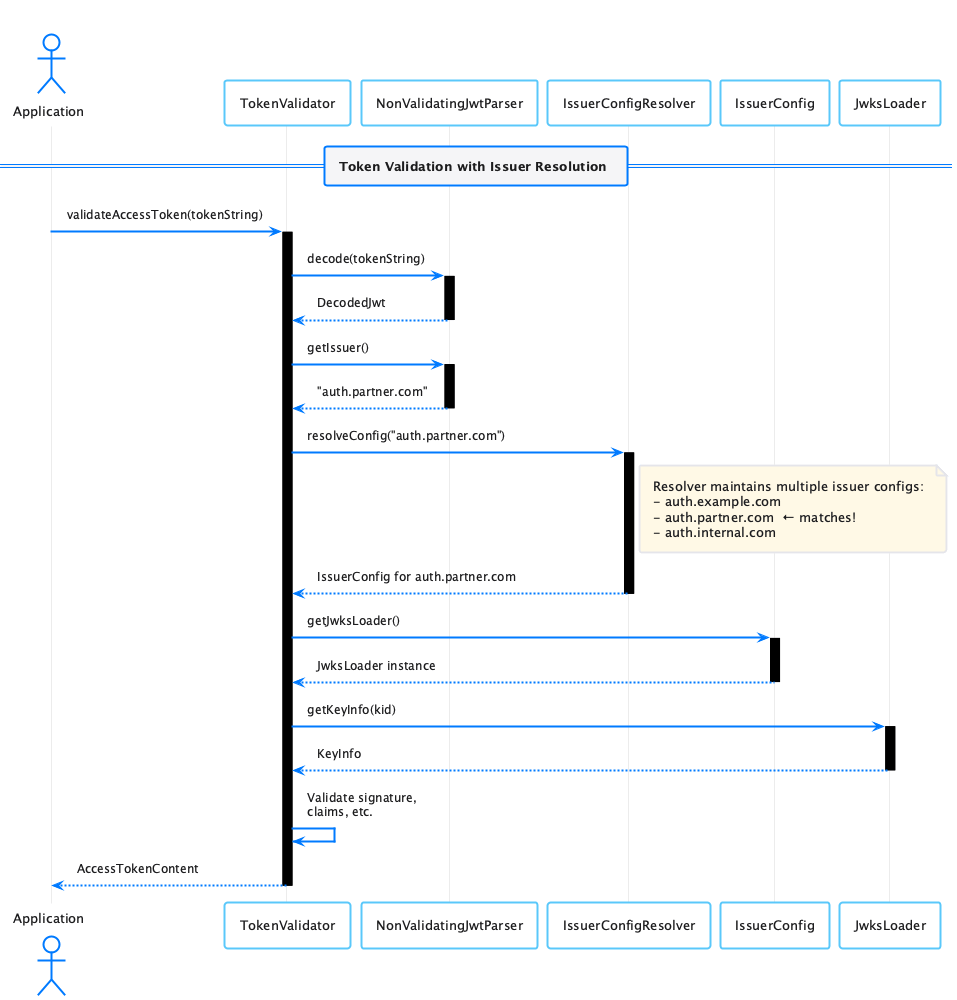 Application
TokenValidator
NonValidatingJwtParser
IssuerConfigResolver
IssuerConfig
JwksLoader
Token Validation with Issuer Resolution
validateAccessToken(tokenString)
decode(tokenString)
DecodedJwt
getIssuer()
"auth.partner.com"
resolveConfig("auth.partner.com")
Resolver maintains multiple issuer configs:
- auth.example.com
- auth.partner.com ← matches!
- auth.internal.com
IssuerConfig for auth.partner.com
getJwksLoader()
JwksLoader instance
getKeyInfo(kid)
KeyInfo
Validate signature,
claims, etc.
AccessTokenContent
Application
TokenValidator
NonValidatingJwtParser
IssuerConfigResolver
IssuerConfig
JwksLoader